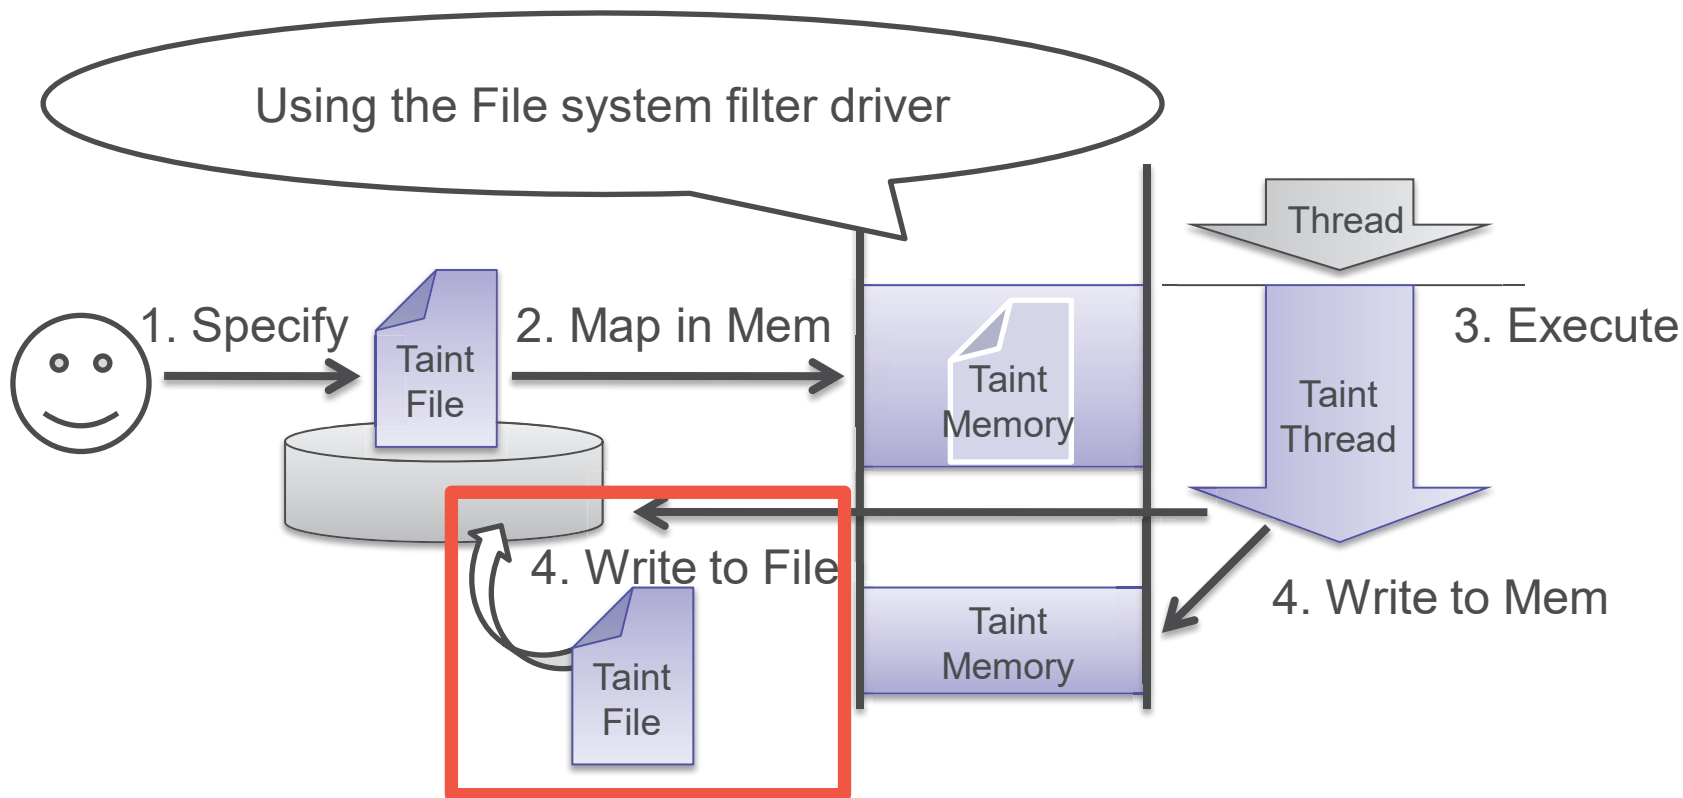 Using the File system filter driver
Thread
1. Specify
2. Map in Mem
3. Execute
Taint
File
Taint
Memory
Taint
Thread
4. Write to File
4. Write to Mem
Taint
File
Taint
Memory